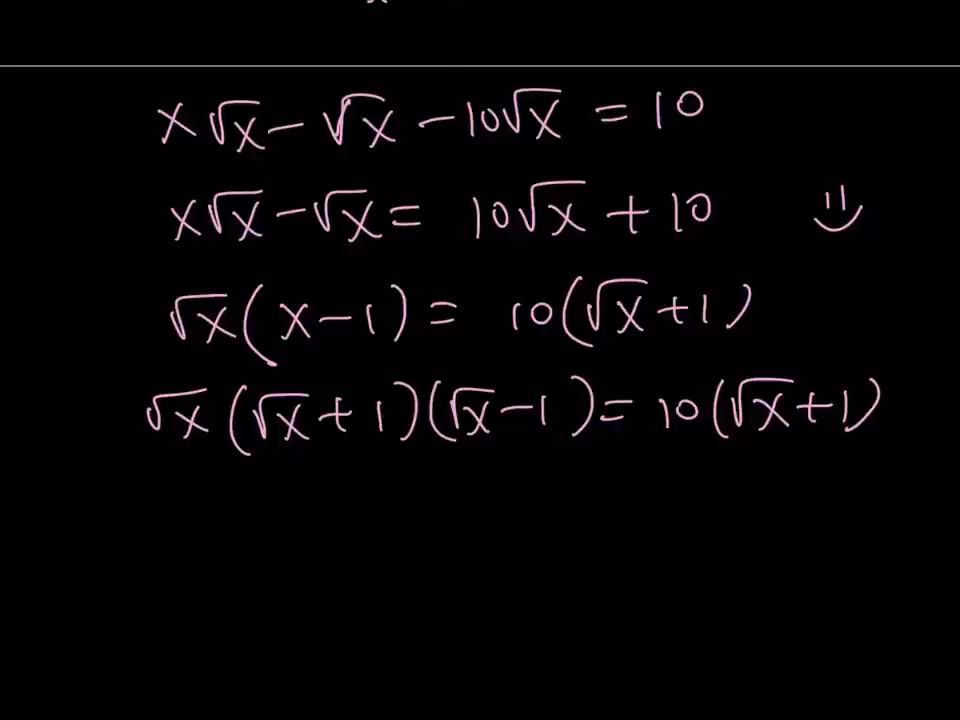 x√x - √x - 10√x = 10
x√x - √x = 10√x + 10
√x(x - 1) = 10(√x + 1)
√x(√x + 1)(√x - 1) = 10(√x + 1)